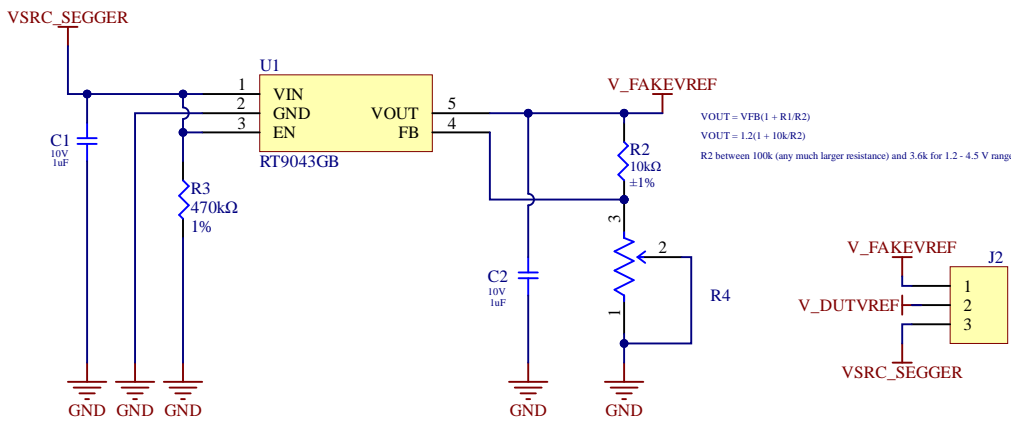 VSRC_SEGGER
U1
1 VIN
2 GND
3 EN
VOUT 5
FB 4
RT9043GB
C1
10V
1uF
R3
470kΩ
1%
V_FAKEVREF
R2
10kΩ
±1%
VOUT = VFB(1 + R1/R2)
VOUT = 1.2(1 + 10k/R2)
R2 between 100k (any much larger resistance) and 3.6k for 1.2 - 4.5 V range
3
2
1
R4
C2
10V
1uF
GND
GND
GND
GND
GND
V_FAKEVREF
J2
1
V_DUTVREF
2
3
VSRC_SEGGER